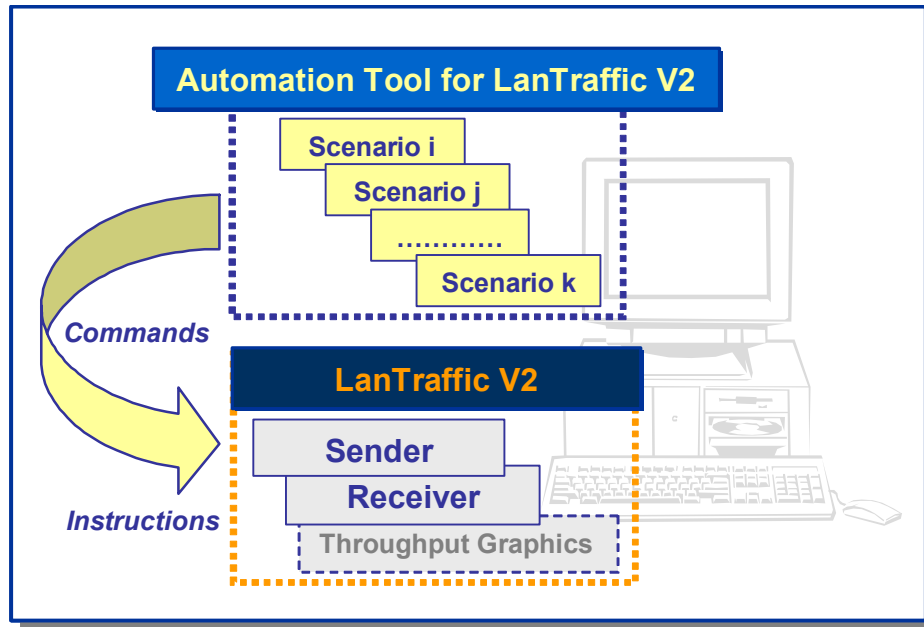 Automation Tool for LanTraffic V2
Scenario i
Scenario j
............
Scenario k
Commands
LanTraffic V2
Sender
Receiver
Instructions
Throughput Graphics